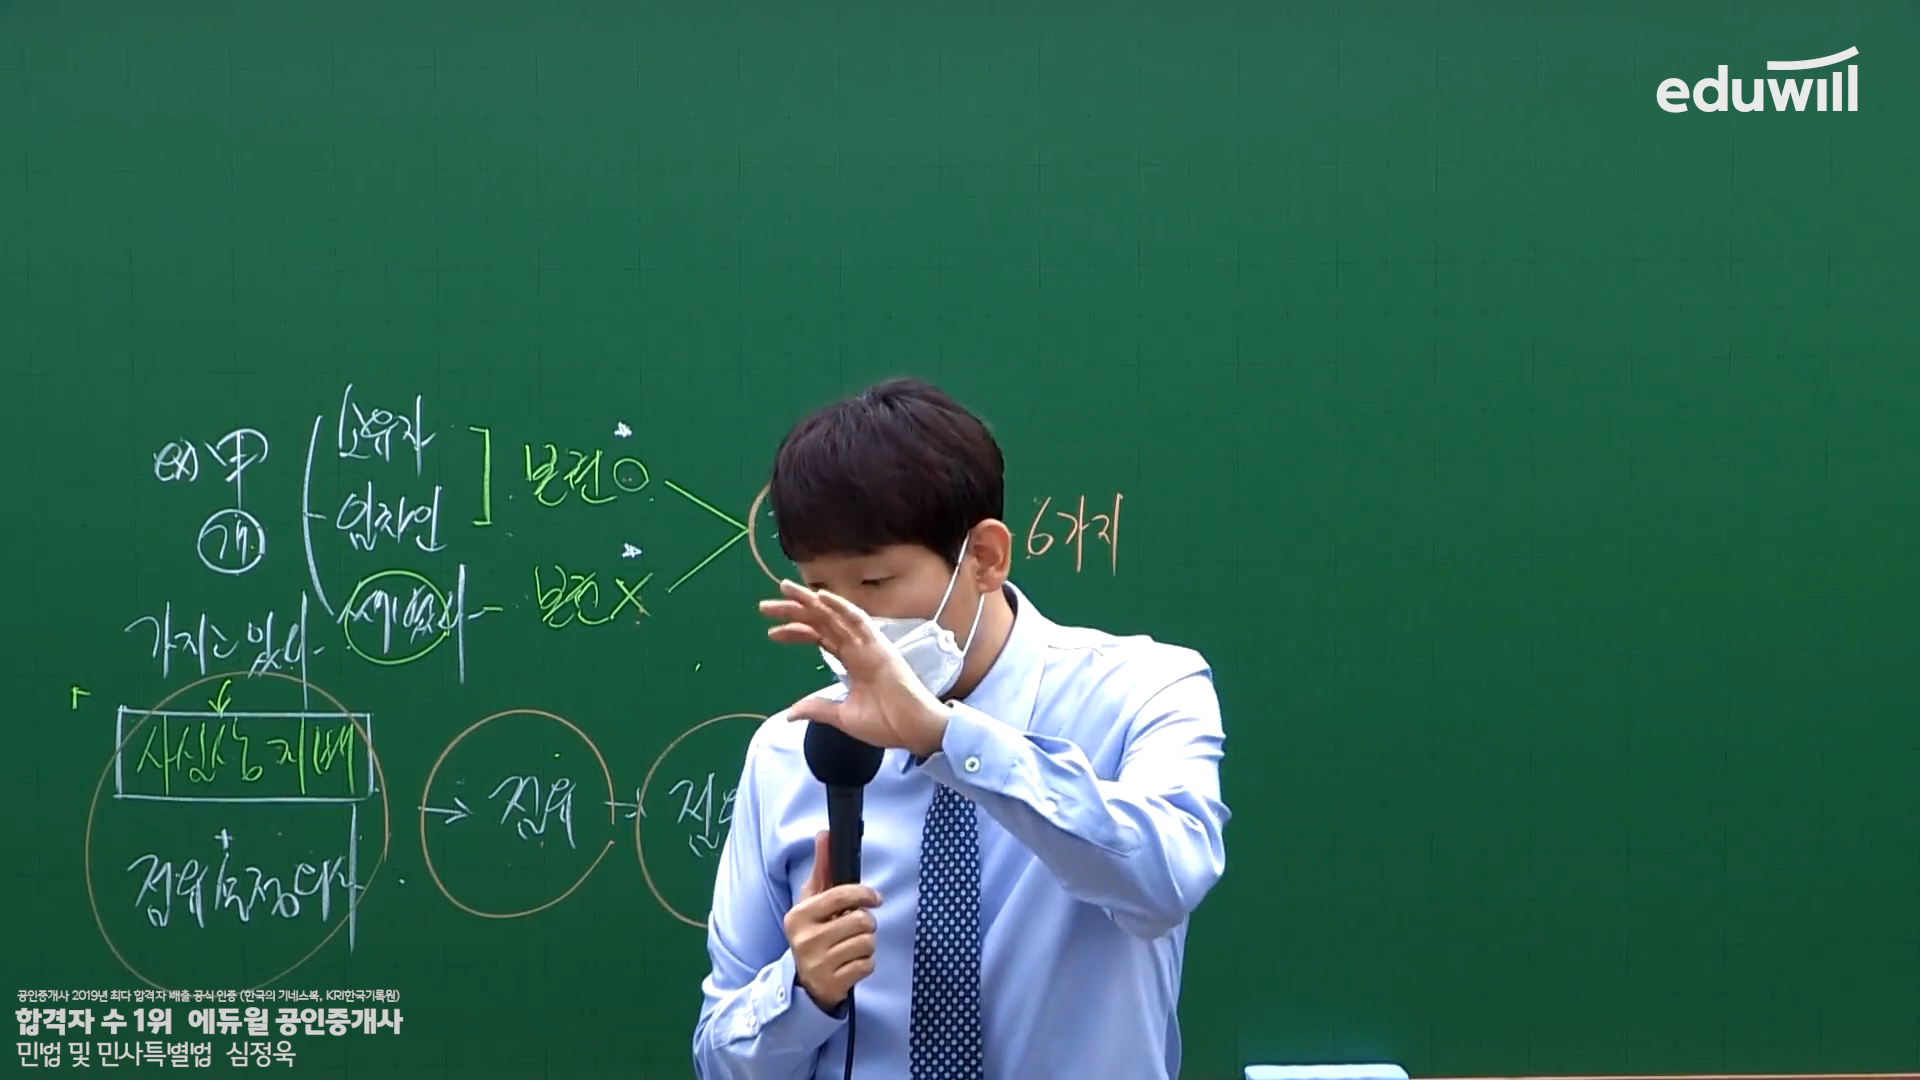 eduwill
ex) 甲
소유자
임차인
본권 O
본권 X
6가지
가지고 있다
사실상 지배
+
점유설정의사
→ 점유 →
공인중개사 2019년 최다 합격자 배출 공식 인증 (한국의 기네스북, KRI한국기록원)
합격자 수 1위 에듀윌 공인중개사
민법 및 민사특별법 심정욱